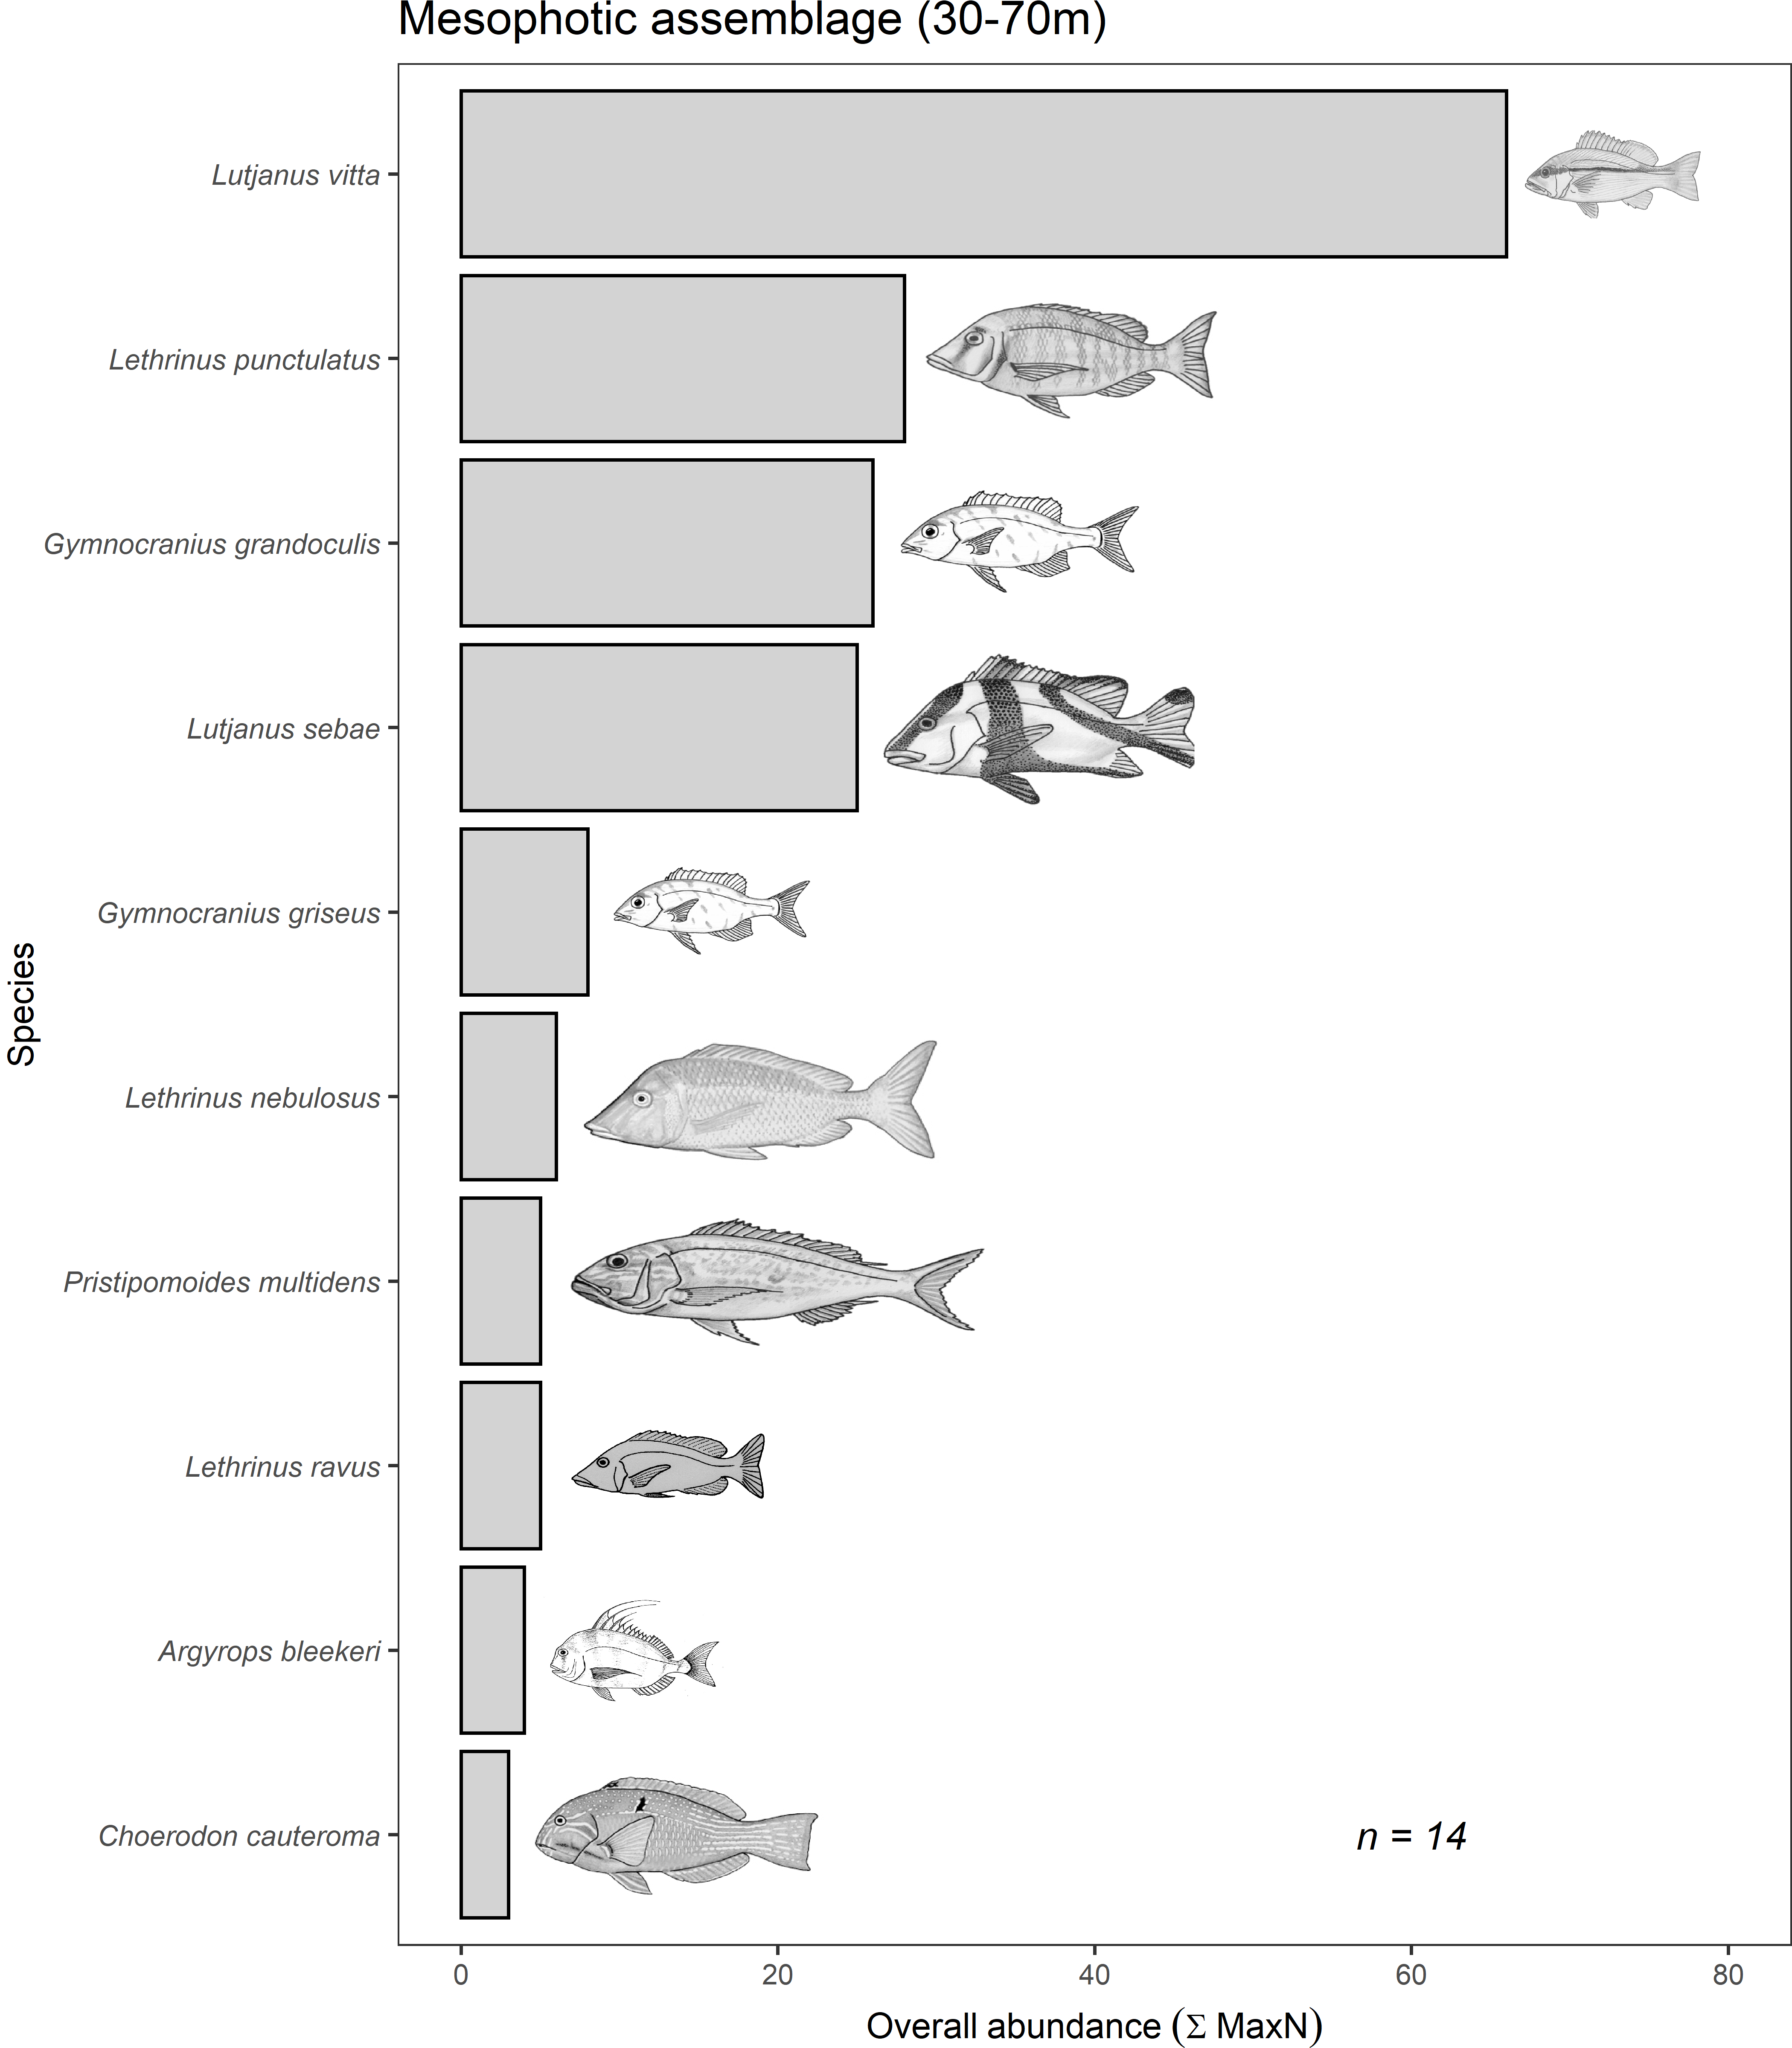 Mesophotic assemblage (30-70m)
Species
Lutjanus vitta
Lethrinus punctulatus
Gymnocranius grandoculis
Lutjanus sebae
Gymnocranius griseus
Lethrinus nebulosus
Pristipomoides multidens
Lethrinus ravus
Argyrops bleekeri
Choerodon cauteroma
n = 14
0 20 40 60 80
Overall abundance (Σ MaxN)